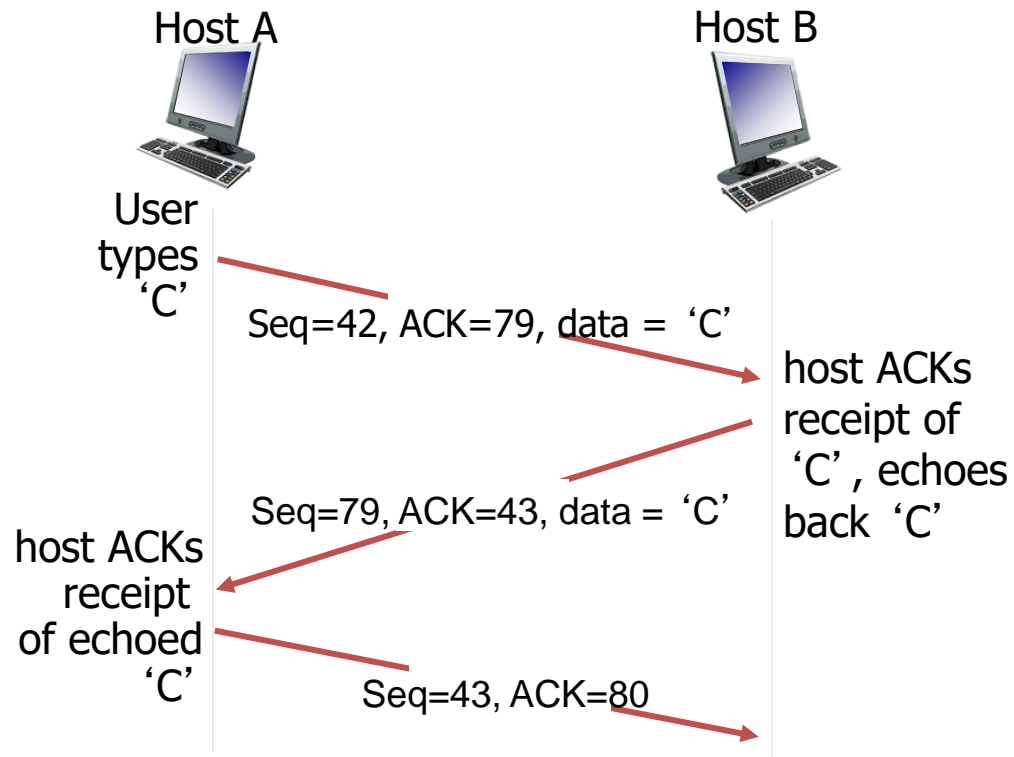 Host A
Host B
User
types
‘C’
Seq=42, ACK=79, data = ‘C’
host ACKs
receipt of
‘C’, echoes
back ‘C’
Seq=79, ACK=43, data = ‘C’
host ACKs
receipt
of echoed
‘C’
Seq=43, ACK=80